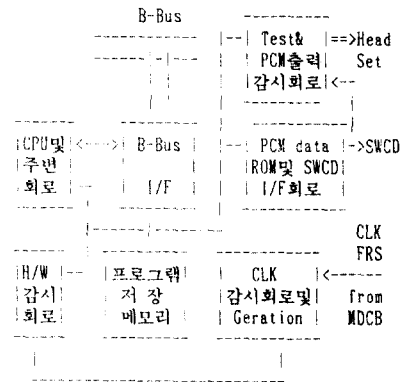 B-Bus
Test& ==>Head
PCM출력 Set
감시회로 <--
CPU및 <---> B-Bus PCM data ->SWCD
주변 ROM및 SWCD
회로 I/F I/F회로
CLK
FRS
H/W 프로그램 CLK <------
감시 저 장 감시회로및 from
회로 메모리 Geration MDCB